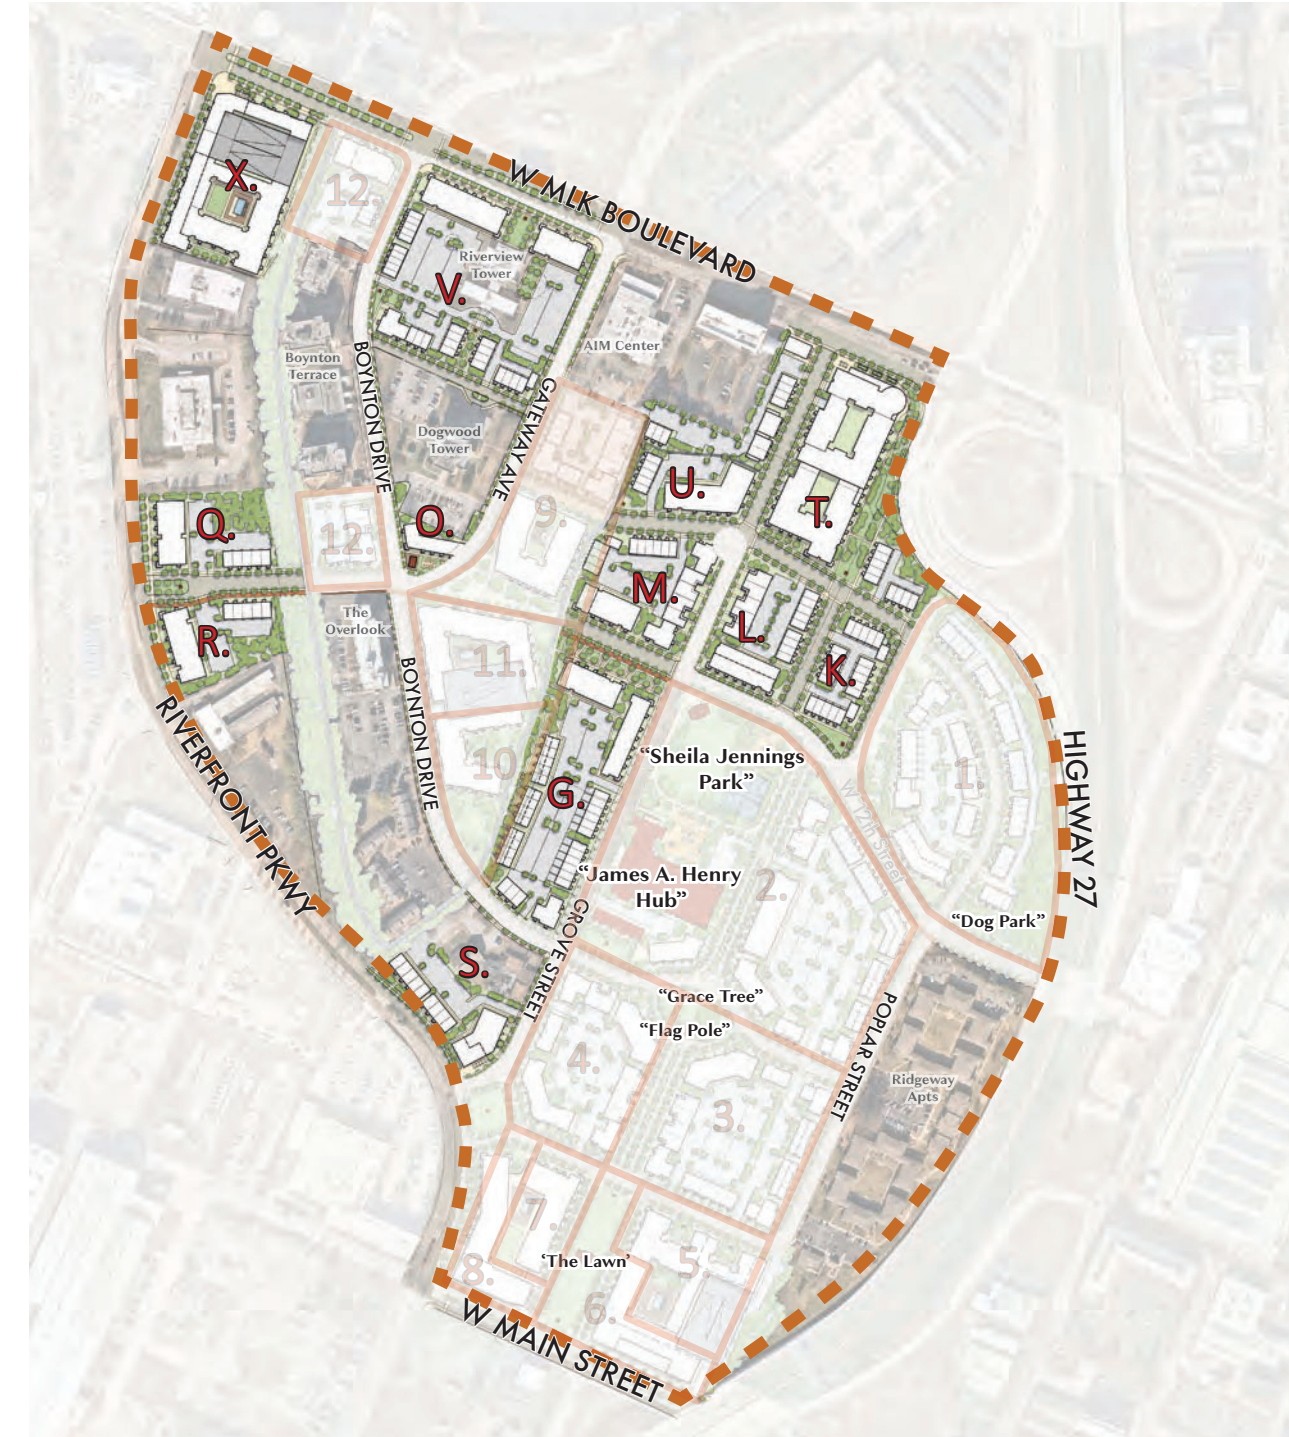 X.
12.
W MLK BOULEVARD
Riverview
Tower
V.
AIM Center
Boynton
Terrace
BOYNTON DRIVE
GATEWAY AVE
Dogwood
Tower
U.
T.
Q.
12.
O.
9.
M.
L.
K.
The
Overlook
R.
11.
BOYNTON DRIVE
10.
G.
“Sheila Jennings
Park”
W 12th Street
1.
HIGHWAY 27
RIVERFRONT PKWY
“James A. Henry
Hub”
2.
“Dog Park”
GROVE STREET
S.
“Grace Tree”
“Flag Pole”
POPLAR STREET
4.
3.
Ridgeway
Apts
7.
8.
‘The Lawn’
5.
6.
W MAIN STREET